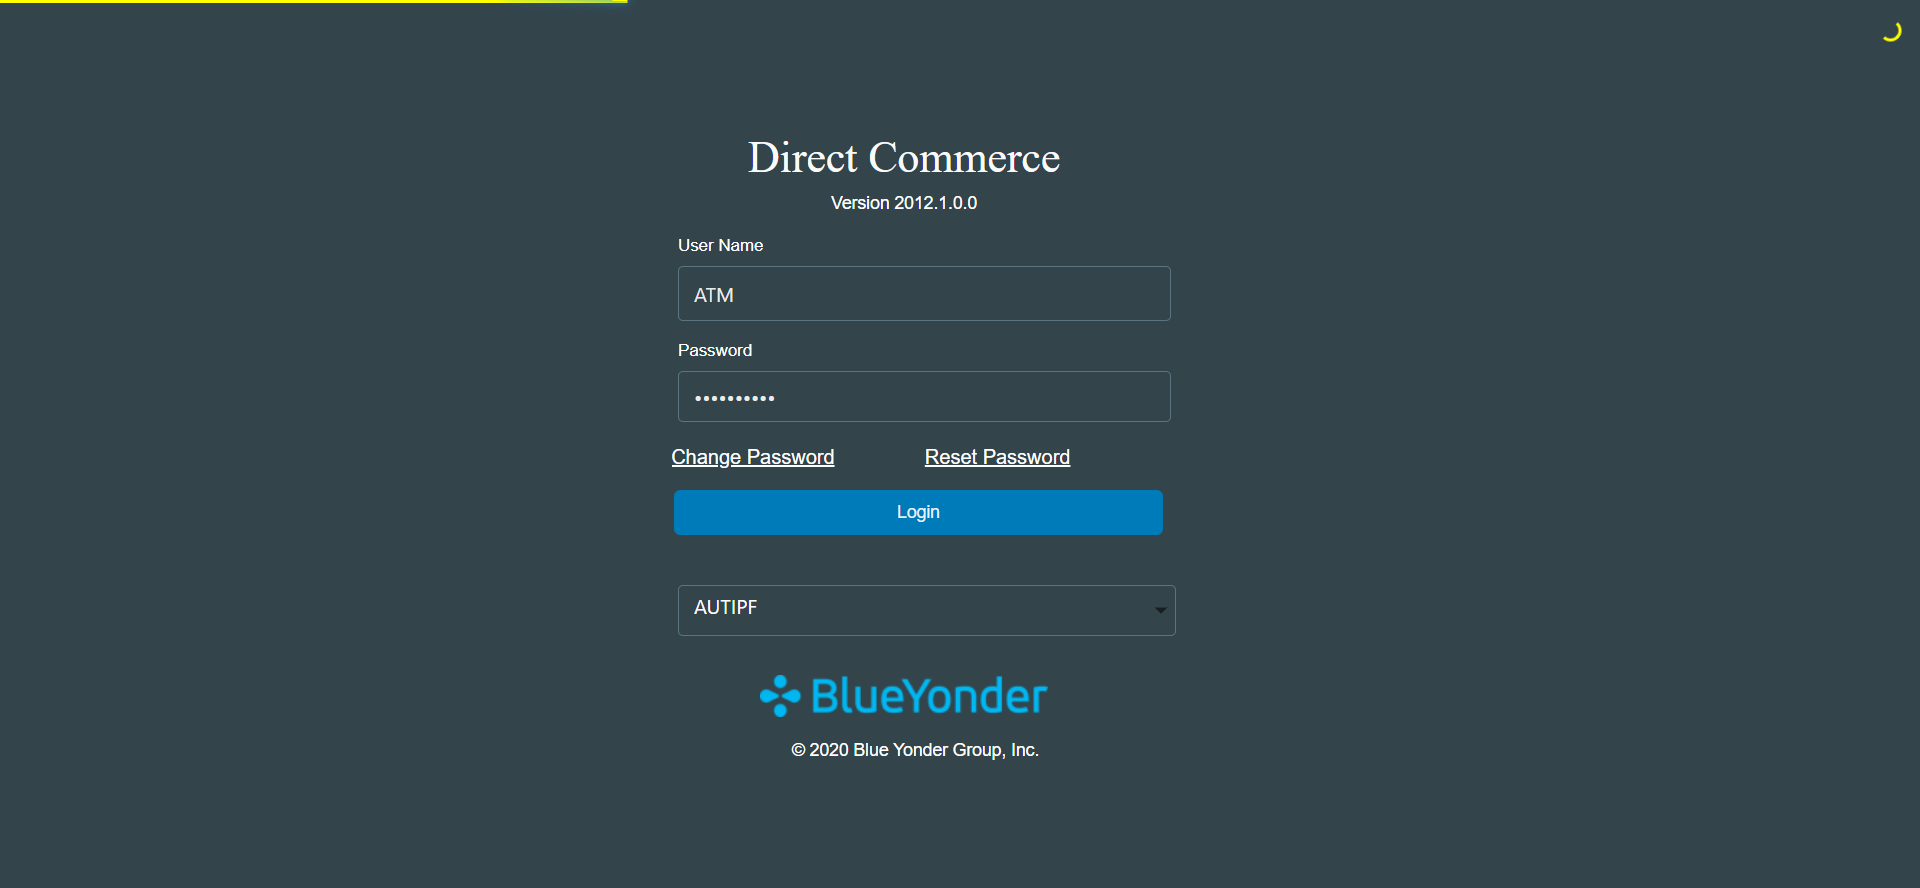 Direct Commerce
Version 2012.1.0.0
User Name
ATM
Password
••••••••••
Change Password Reset Password
Login
AUTIPF
BlueYonder
© 2020 Blue Yonder Group, Inc.